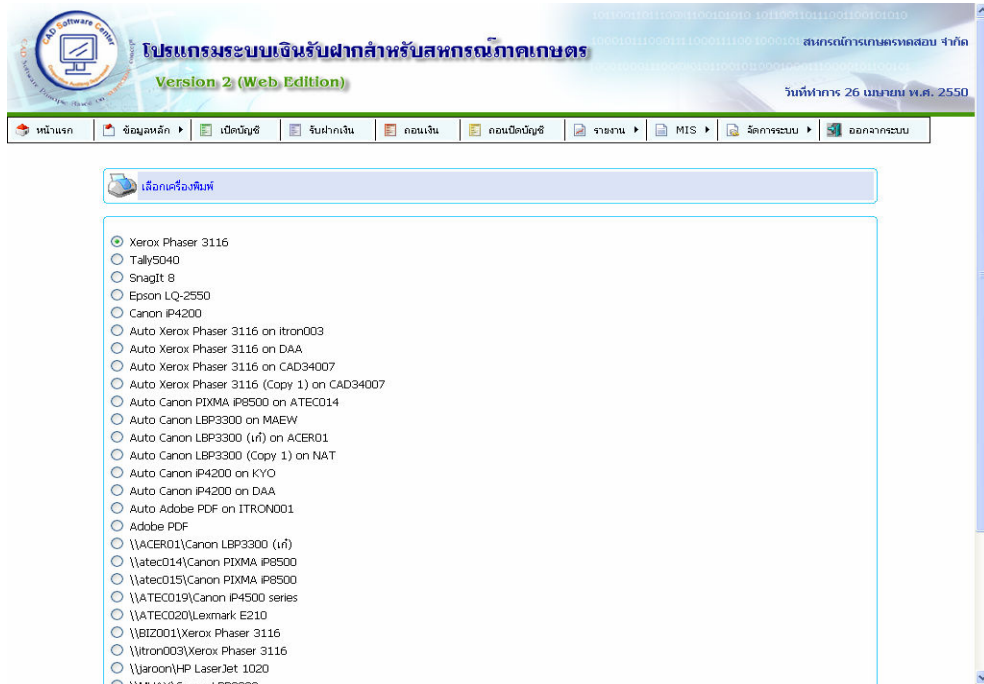 CAD Software Center
โปรแกรมระบบเงินรับฝากสำหรับสหกรณ์ภาคเกษตร
Version 2 (Web Edition)
สหกรณ์การเกษตรทดสอบ จำกัด
วันที่ทำการ 26 เมษายน พ.ศ. 2550
หน้าแรก ข้อมูลหลัก เปิดบัญชี รับฝากเงิน ถอนเงิน ถอนปิดบัญชี รายงาน MIS จัดการระบบ ออกจากระบบ
เลือกเครื่องพิมพ์
Xerox Phaser 3116
Tally5040
SnagIt 8
Epson LQ-2550
Canon iP4200
Auto Xerox Phaser 3116 on itron003
Auto Xerox Phaser 3116 on DAA
Auto Xerox Phaser 3116 on CAD34007
Auto Xerox Phaser 3116 (Copy 1) on CAD34007
Auto Canon PIXMA iP8500 on ATEC014
Auto Canon LBP3300 on MAEW
Auto Canon LBP3300 (เก๋) on ACER01
Auto Canon LBP3300 (Copy 1) on NAT
Auto Canon iP4200 on KYO
Auto Canon iP4200 on DAA
Auto Adobe PDF on ITRON001
Adobe PDF
\\ACER01\Canon LBP3300 (เก๋)
\\atec014\Canon PIXMA iP8500
\\atec015\Canon PIXMA iP8500
\\ATEC019\Canon iP4500 series
\\ATEC020\Lexmark E210
\\BIZ001\Xerox Phaser 3116
\\itron003\Xerox Phaser 3116
\\jaroon\HP LaserJet 1020